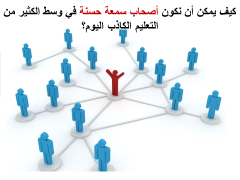 كيف يمكن أن نكون أصحاب سمعة حسنة في وسط الكثير من
التعليم الكاذب اليوم؟